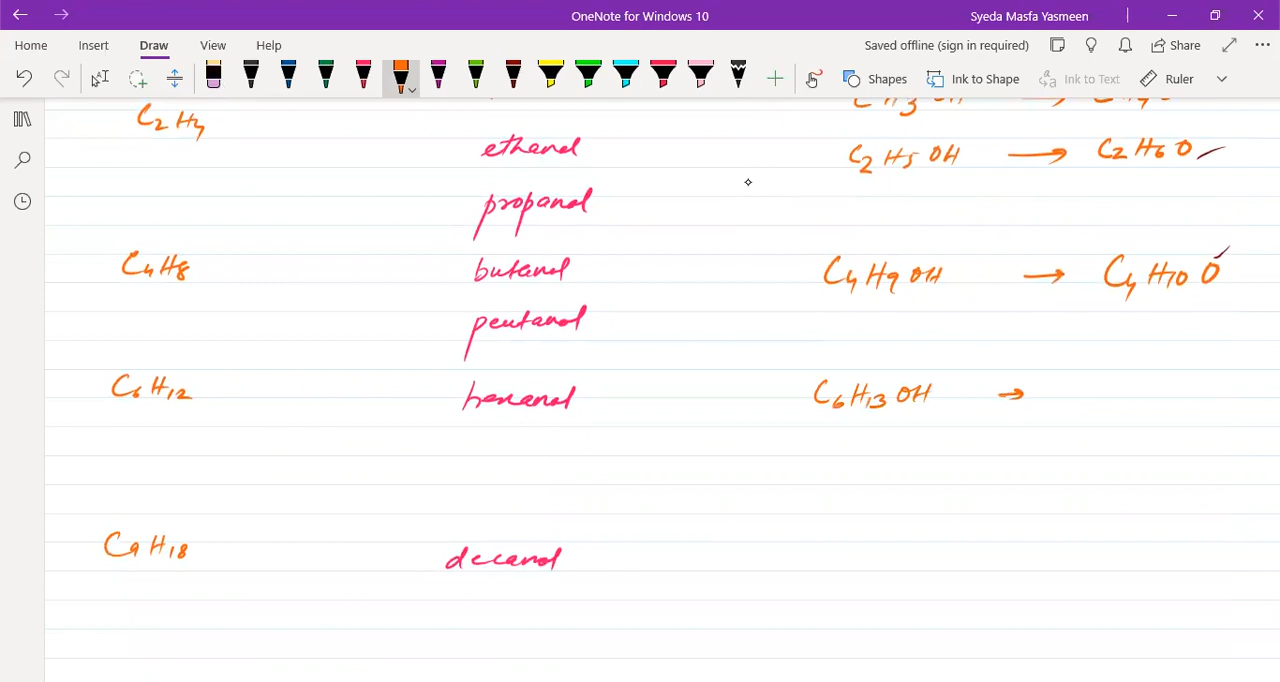 OneNote for Windows 10
Syeda Masfa Yasmeen
Home Insert Draw View Help
Saved offline (sign in required) Share
Shapes Ink to Shape Ink to Text Ruler
C2 H4
ethanol
C2 H5 OH → C2 H6 O
propanol
C4 H8
butanol
C4 H9 OH → C4 H10 O
pentanol
C6 H12
hexanol
C6 H13 OH →
C9 H18
decanol